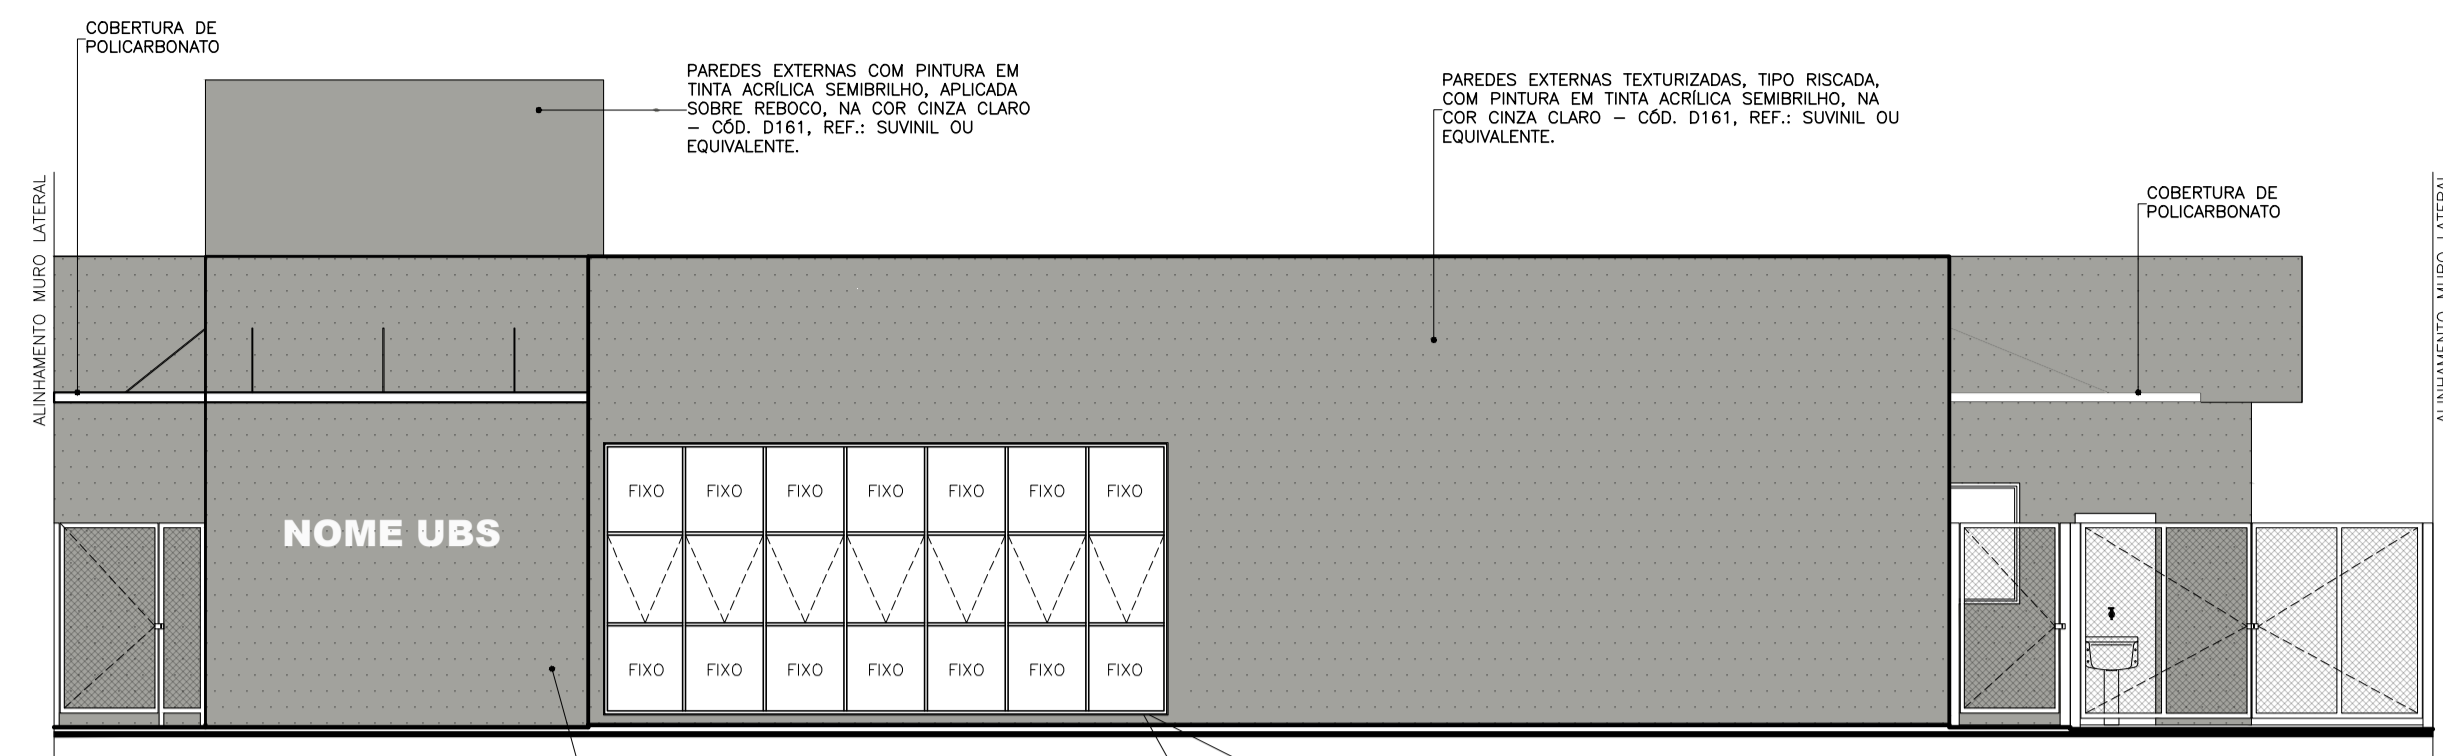 COBERTURA DE
POLICARBONATO
PAREDES EXTERNAS COM PINTURA EM
TINTA ACRÍLICA SEMIBRILHO, APLICADA
SOBRE REBOCO, NA COR CINZA CLARO
– CÓD. D161, REF.: SUVINIL OU
EQUIVALENTE.
PAREDES EXTERNAS TEXTURIZADAS, TIPO RISCADA,
COM PINTURA EM TINTA ACRÍLICA SEMIBRILHO, NA
COR CINZA CLARO – CÓD. D161, REF.: SUVINIL OU
EQUIVALENTE.
COBERTURA DE
POLICARBONATO
ALINHAMENTO MURO LATERAL
ALINHAMENTO MURO LATERAL
NOME UBS
FIXO FIXO FIXO FIXO FIXO FIXO FIXO
FIXO FIXO FIXO FIXO FIXO FIXO FIXO